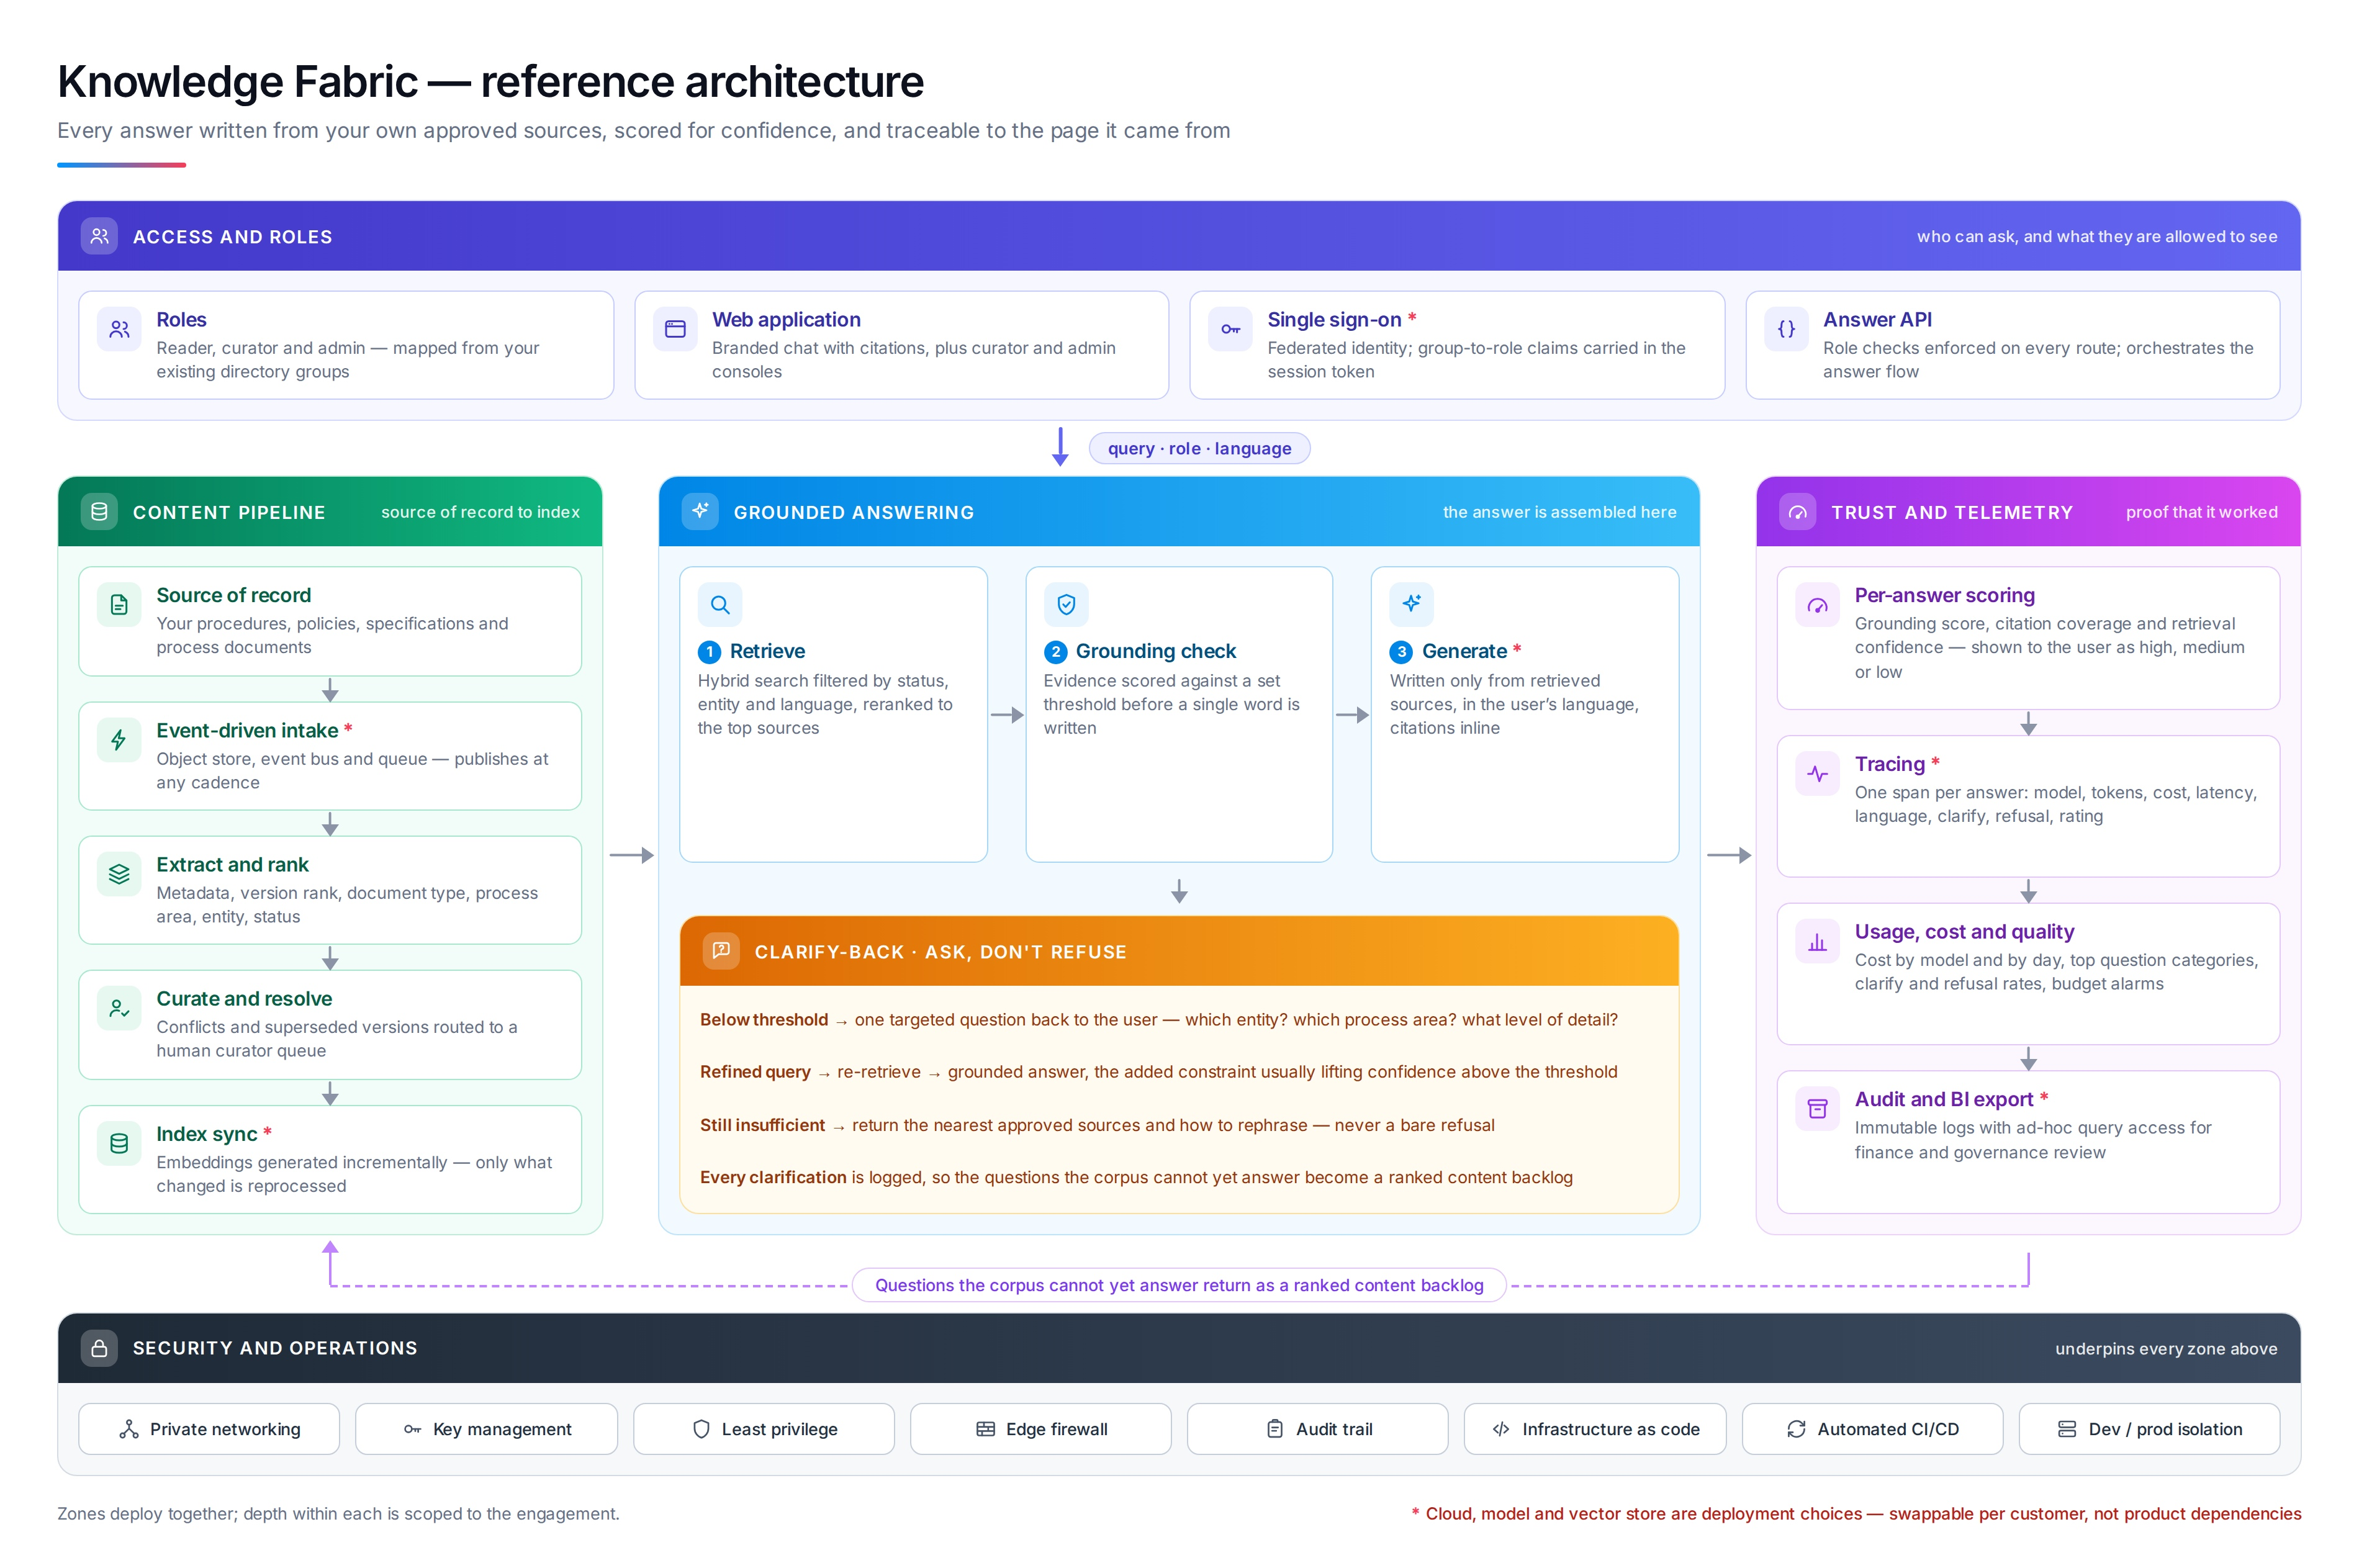 Knowledge Fabric — reference architecture
Every answer written from your own approved sources, scored for confidence, and traceable to the page it came from
ACCESS AND ROLES
who can ask, and what they are allowed to see
Roles
Reader, curator and admin — mapped from your
existing directory groups
Web application
Branded chat with citations, plus curator and admin
consoles
Single sign-on *
Federated identity; group-to-role claims carried in the
session token
Answer API
Role checks enforced on every route; orchestrates the
answer flow
query · role · language
CONTENT PIPELINE
source of record to index
Source of record
Your procedures, policies, specifications and
process documents
Event-driven intake *
Object store, event bus and queue — publishes at
any cadence
Extract and rank
Metadata, version rank, document type, process
area, entity, status
Curate and resolve
Conflicts and superseded versions routed to a
human curator queue
Index sync *
Embeddings generated incrementally — only what
changed is reprocessed
GROUNDED ANSWERING
the answer is assembled here
1 Retrieve
Hybrid search filtered by status,
entity and language, reranked to
the top sources
2 Grounding check
Evidence scored against a set
threshold before a single word is
written
3 Generate *
Written only from retrieved
sources, in the user’s language,
citations inline
CLARIFY-BACK · ASK, DON'T REFUSE
Below threshold → one targeted question back to the user — which entity? which process area? what level of detail?
Refined query → re-retrieve → grounded answer, the added constraint usually lifting confidence above the threshold
Still insufficient → return the nearest approved sources and how to rephrase — never a bare refusal
Every clarification is logged, so the questions the corpus cannot yet answer become a ranked content backlog
TRUST AND TELEMETRY
proof that it worked
Per-answer scoring
Grounding score, citation coverage and retrieval
confidence — shown to the user as high, medium
or low
Tracing *
One span per answer: model, tokens, cost, latency,
language, clarify, refusal, rating
Usage, cost and quality
Cost by model and by day, top question categories,
clarify and refusal rates, budget alarms
Audit and BI export *
Immutable logs with ad-hoc query access for
finance and governance review
Questions the corpus cannot yet answer return as a ranked content backlog
SECURITY AND OPERATIONS
underpins every zone above
Private networking
Key management
Least privilege
Edge firewall
Audit trail
Infrastructure as code
Automated CI/CD
Dev / prod isolation
Zones deploy together; depth within each is scoped to the engagement.
* Cloud, model and vector store are deployment choices — swappable per customer, not product dependencies